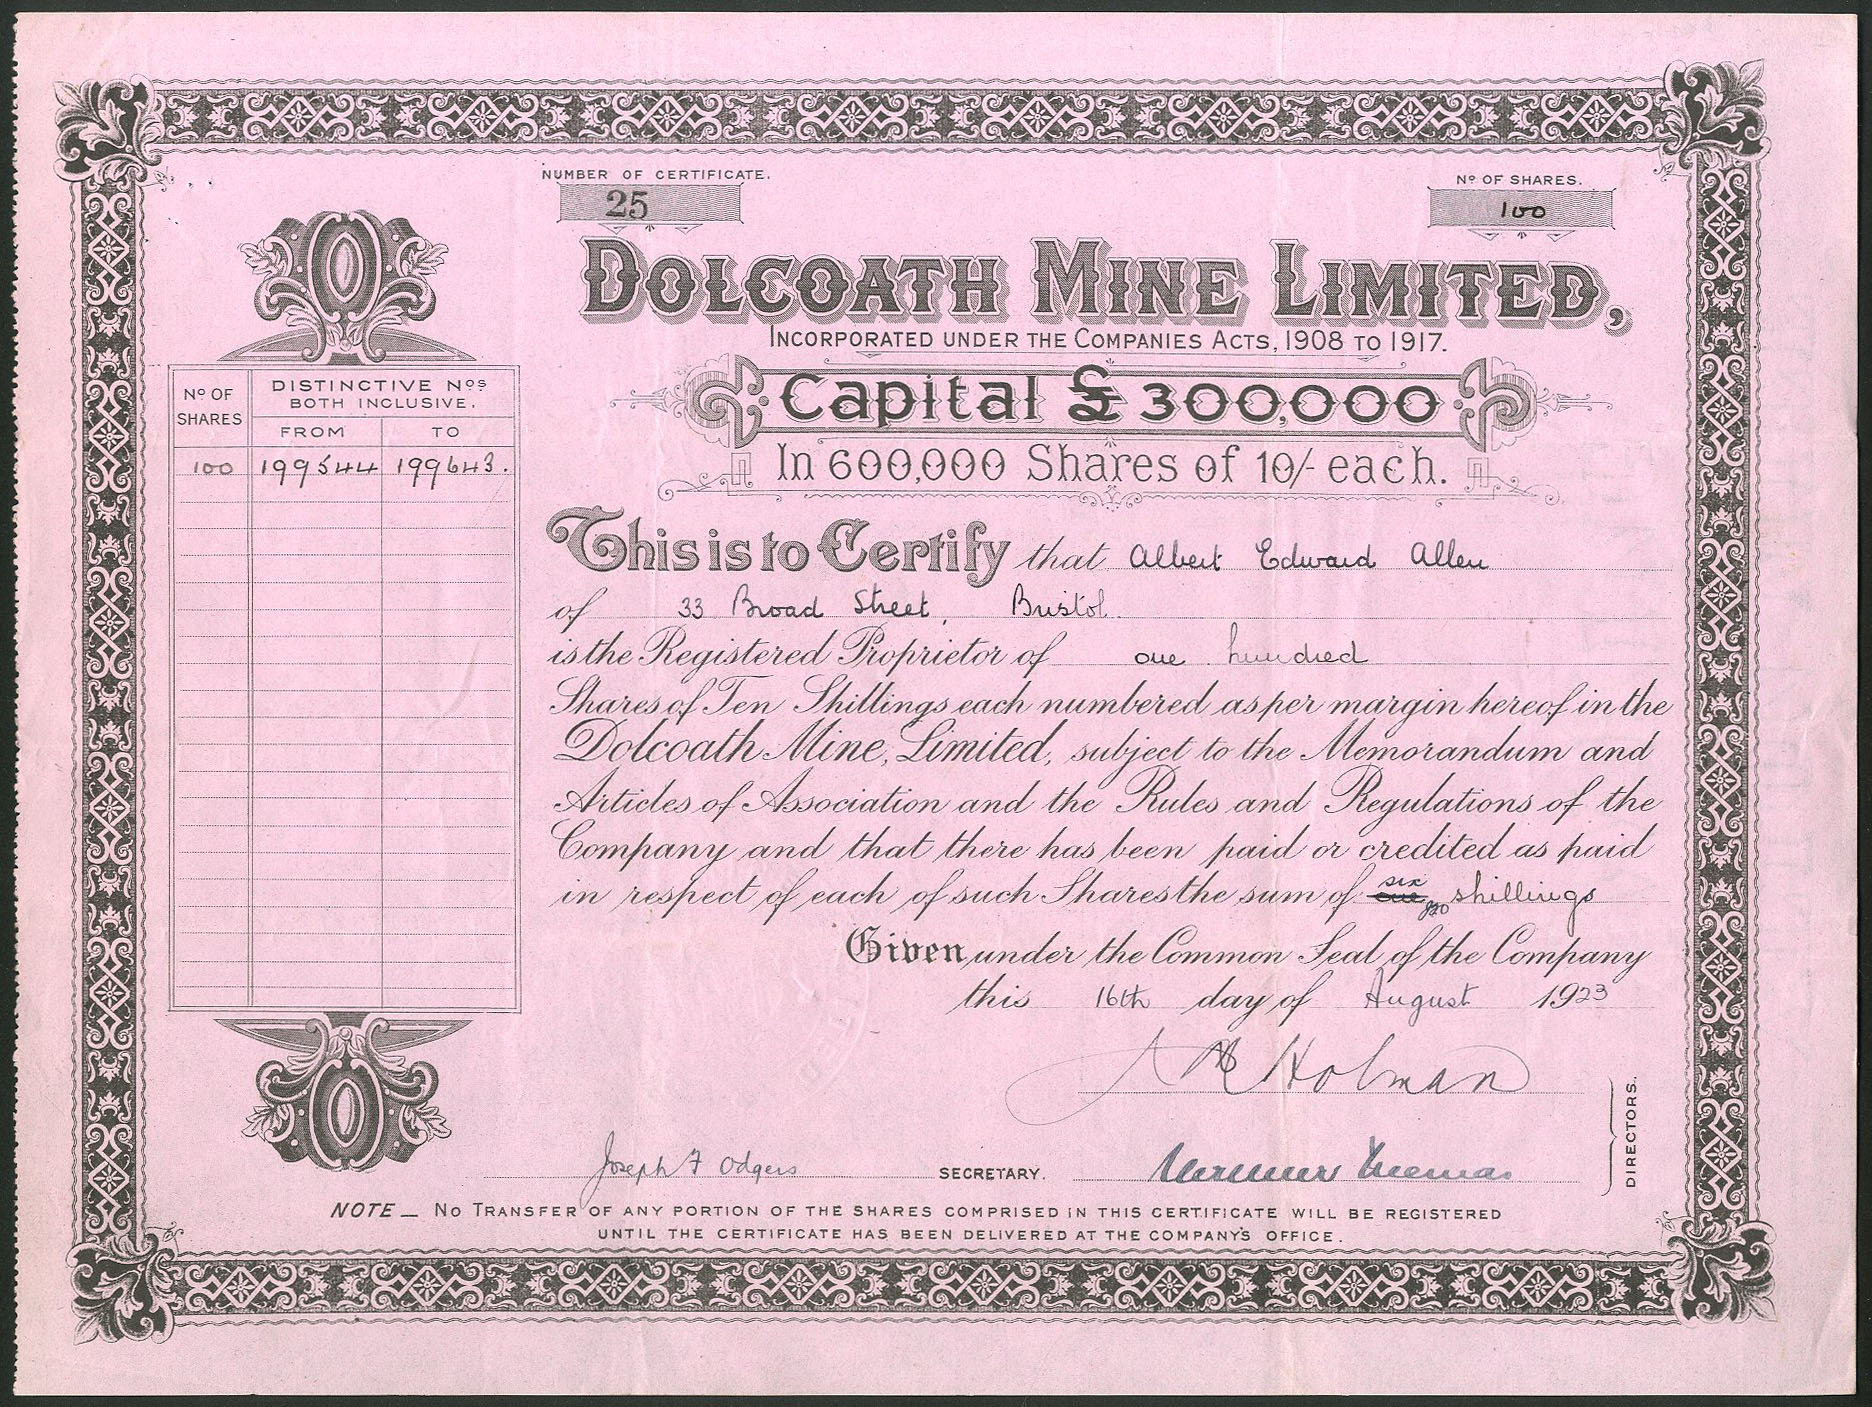 NUMBER OF CERTIFICATE.
25
No OF SHARES.
100
DOLCOATH MINE LIMITED,
INCORPORATED UNDER THE COMPANIES ACTS, 1908 TO 1917.
Capital £300,000
In 600,000 Shares of 10/- each.
No OF SHARES
DISTINCTIVE Nos
BOTH INCLUSIVE.
FROM TO
100 199544 199643.
This is to Certify that Albert Edward Allen
of 33 Broad Street, Bristol.
is the Registered Proprietor of one hundred
Shares of Ten Shillings each numbered as per margin hereof in the
Dolcoath Mine, Limited, subject to the Memorandum and
Articles of Association and the Rules and Regulations of the
Company and that there has been paid or credited as paid
in respect of each of such Shares the sum of one six shillings
Given under the Common Seal of the Company
this 16th day of August 1923
Holman
DIRECTORS.
Joseph F Odgers SECRETARY.
NOTE — NO TRANSFER OF ANY PORTION OF THE SHARES COMPRISED IN THIS CERTIFICATE WILL BE REGISTERED
UNTIL THE CERTIFICATE HAS BEEN DELIVERED AT THE COMPANY'S OFFICE.